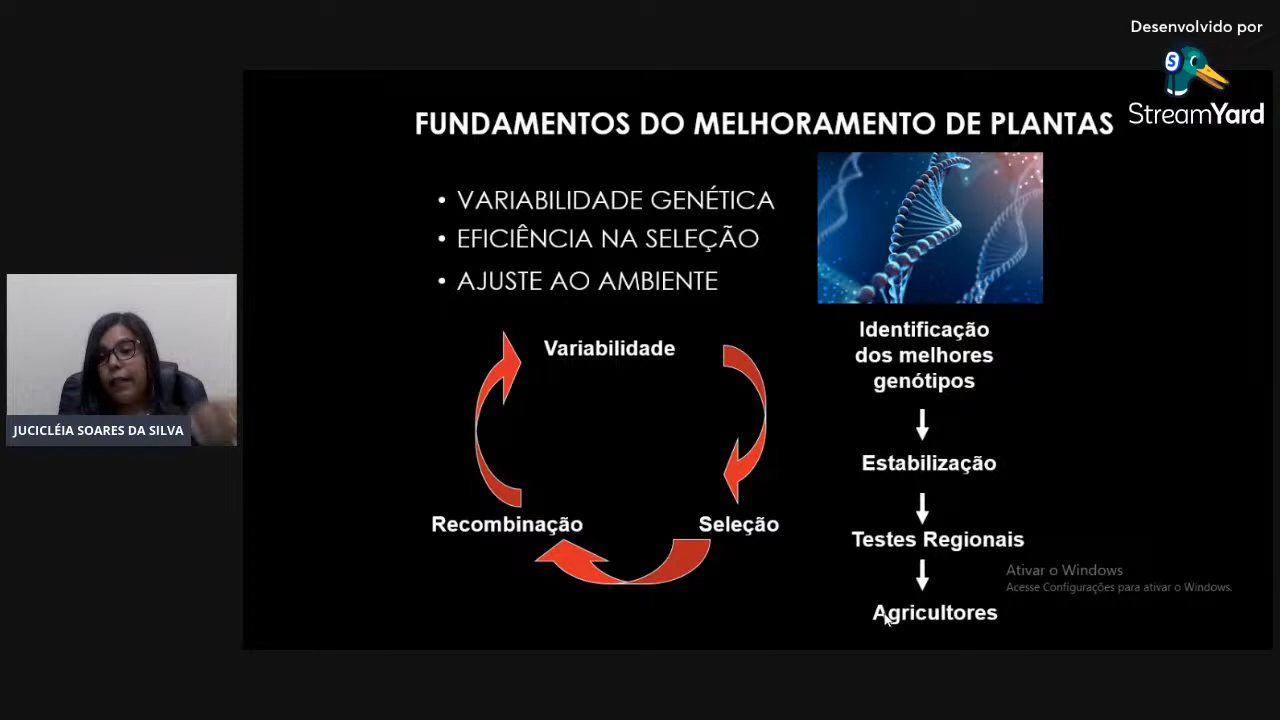 Desenvolvido por
StreamYard
FUNDAMENTOS DO MELHORAMENTO DE PLANTAS
• VARIABILIDADE GENÉTICA
• EFICIÊNCIA NA SELEÇÃO
• AJUSTE AO AMBIENTE
Variabilidade
Seleção
Recombinação
Identificação
dos melhores
genótipos
Estabilização
Testes Regionais
Agricultores
Ativar o Windows
Acesse Configurações para ativar o Windows.
JUCICLÉIA SOARES DA SILVA